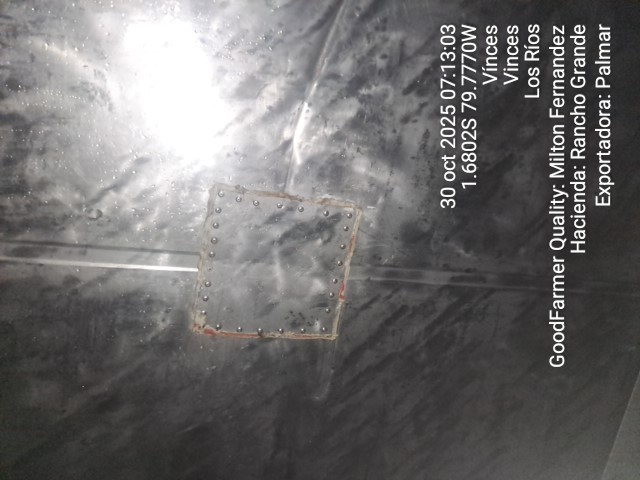 30 oct 2025 07:13:03
1.6802S 79.7770W
Vínces
Vinces
Los Ríos
GoodFarmer Quality: Milton Fernandez
Hacienda: Rancho Grande
Exportadora: Palmar